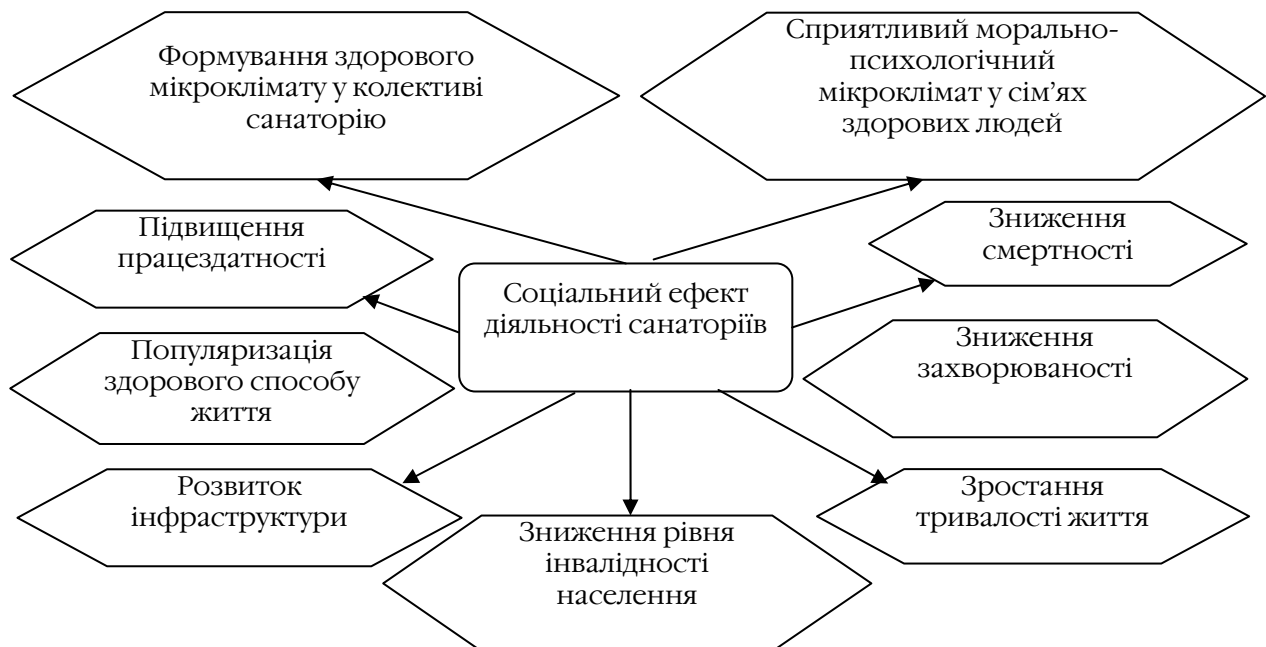 Формування здорового
мікроклімату у колективі
санаторію
Сприятливий морально-
психологічний
мікроклімат у сім’ях
здорових людей
Підвищення
працездатності
Зниження
смертності
Соціальний ефект
діяльності санаторіїв
Популяризація
здорового способу
життя
Зниження
захворюваності
Розвиток
інфраструктури
Зниження рівня
інвалідності
населення
Зростання
тривалості життя